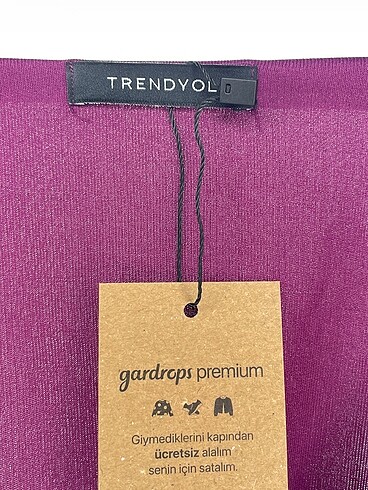 TRENDYOL
gardrops premium
Giymediklerini kapından
ücretsiz alalım
senin için satalım.